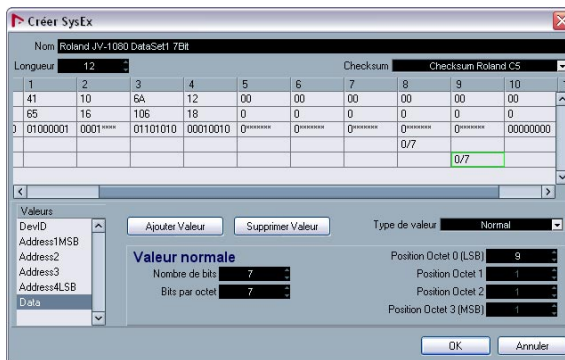 Créer SysEx
Nom Roland JV-1080 DataSet1 7Bit
Longueur 12 Checksum Checksum Roland C5
1 2 3 4 5 6 7 8 9 10
41 10 6A 12 00 00 00 00 00 00
65 16 106 18 0 0 0 0 0 0
01000001 0001**** 01101010 00010010 0******* 0******* 0******* 0******* 0******* 00000000
0/7
0/7
Valeurs
DevID
Address1MSB
Address2
Address3
Address4LSB
Data
Ajouter Valeur Supprimer Valeur Type de valeur Normal
Valeur normale
Nombre de bits 7
Bits par octet 7
Position Octet 0 (LSB) 9
Position Octet 1 1
Position Octet 2 1
Position Octet 3 (MSB) 1
OK Annuler